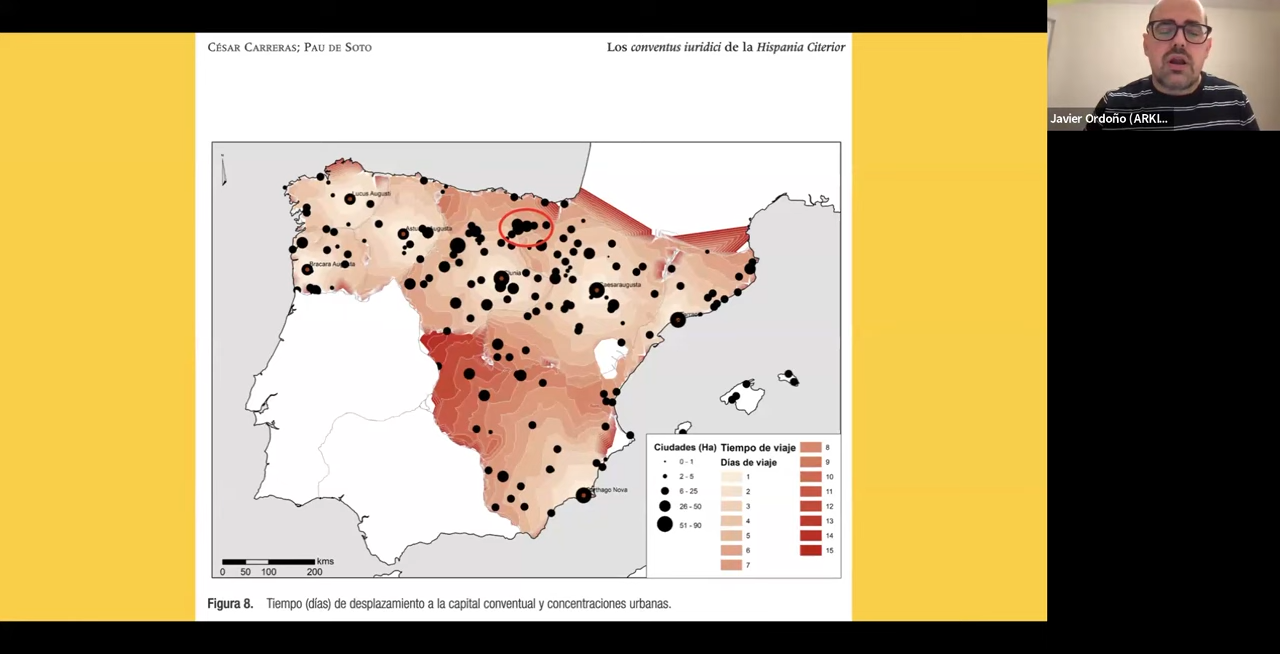 CÉSAR CARRERAS; PAU DE SOTO
Los conventus iuridici de la Hispania Citerior
Javier Ordoño (ARKI...
Lucus Augusti
Asturica Augusta
Bracara Augusta
Clunia
Caesaraugusta
Carthago Nova
Ciudades (Ha)
0 - 1
2 - 5
6 - 25
26 - 50
51 - 90
Tiempo de viaje
Días de viaje
1
2
3
4
5
6
7
8
9
10
11
12
13
14
15
kms
0 50 100 200
Figura 8. Tiempo (días) de desplazamiento a la capital conventual y concentraciones urbanas.